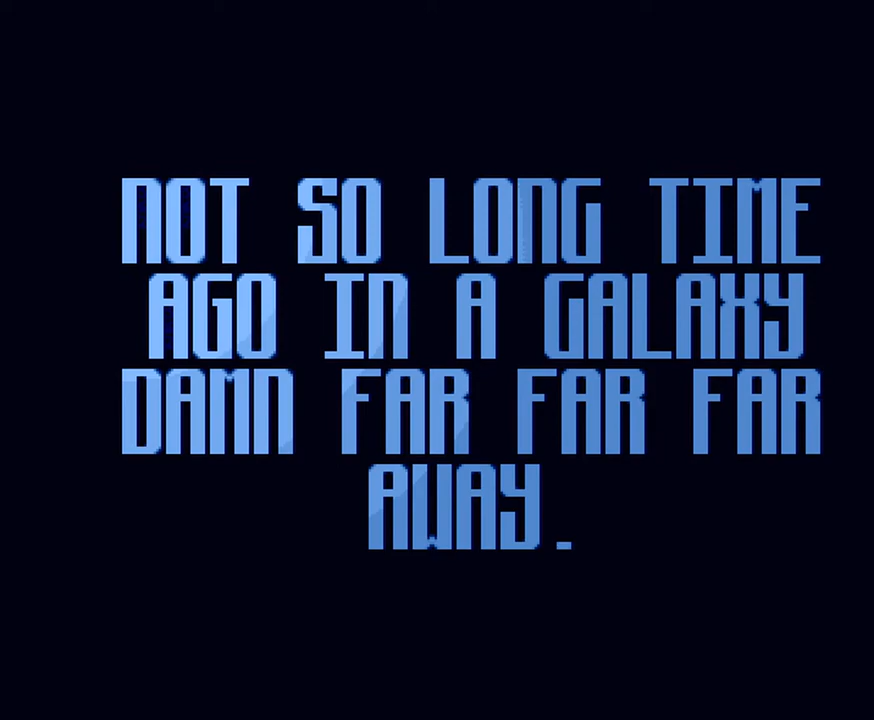 NOT SO LONG TIME
AGO IN A GALAXY
DAMN FAR FAR FAR
AWAY.